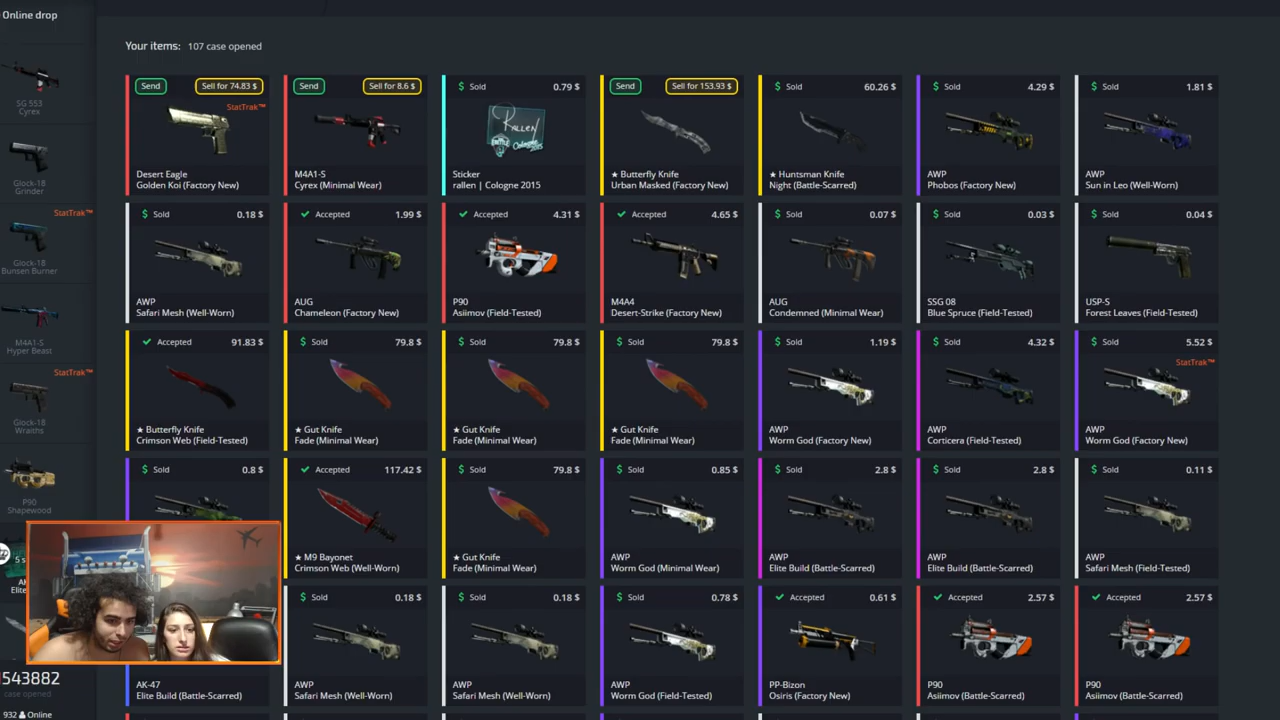 Online drop
SG 553
Cyrex
Glock-18
Grinder
StatTrak™
Glock-18
Bunsen Burner
M4A1-S
Hyper Beast
StatTrak™
Glock-18
Wraiths
P90
Shapewood
543882
case opened
932 Online
Your items: 107 case opened
Send Sell for 74.83 $
StatTrak™
Desert Eagle
Golden Koi (Factory New)
Send Sell for 8.6 $
M4A1-S
Cyrex (Minimal Wear)
$ Sold 0.79 $
Sticker
rallen | Cologne 2015
Send Sell for 153.93 $
★ Butterfly Knife
Urban Masked (Factory New)
$ Sold 60.26 $
★ Huntsman Knife
Night (Battle-Scarred)
$ Sold 4.29 $
AWP
Phobos (Factory New)
$ Sold 1.81 $
AWP
Sun in Leo (Well-Worn)
$ Sold 0.18 $
AWP
Safari Mesh (Well-Worn)
✓ Accepted 1.99 $
AUG
Chameleon (Factory New)
✓ Accepted 4.31 $
P90
Asiimov (Field-Tested)
✓ Accepted 4.65 $
M4A4
Desert-Strike (Factory New)
$ Sold 0.07 $
AUG
Condemned (Minimal Wear)
$ Sold 0.03 $
SSG 08
Blue Spruce (Field-Tested)
$ Sold 0.04 $
USP-S
Forest Leaves (Field-Tested)
✓ Accepted 91.83 $
★ Butterfly Knife
Crimson Web (Field-Tested)
$ Sold 79.8 $
★ Gut Knife
Fade (Minimal Wear)
$ Sold 79.8 $
★ Gut Knife
Fade (Minimal Wear)
$ Sold 79.8 $
★ Gut Knife
Fade (Minimal Wear)
$ Sold 1.19 $
AWP
Worm God (Factory New)
$ Sold 4.32 $
AWP
Corticera (Field-Tested)
$ Sold 5.52 $
StatTrak™
AWP
Worm God (Factory New)
$ Sold 0.8 $
✓ Accepted 117.42 $
★ M9 Bayonet
Crimson Web (Well-Worn)
$ Sold 79.8 $
★ Gut Knife
Fade (Minimal Wear)
$ Sold 0.85 $
AWP
Worm God (Minimal Wear)
$ Sold 2.8 $
AWP
Elite Build (Battle-Scarred)
$ Sold 2.8 $
AWP
Elite Build (Battle-Scarred)
$ Sold 0.11 $
AWP
Safari Mesh (Field-Tested)
AK-47
Elite Build (Battle-Scarred)
$ Sold 0.18 $
AWP
Safari Mesh (Well-Worn)
$ Sold 0.18 $
AWP
Safari Mesh (Well-Worn)
$ Sold 0.78 $
AWP
Worm God (Field-Tested)
✓ Accepted 0.61 $
PP-Bizon
Osiris (Factory New)
✓ Accepted 2.57 $
P90
Asiimov (Battle-Scarred)
✓ Accepted 2.57 $
P90
Asiimov (Battle-Scarred)